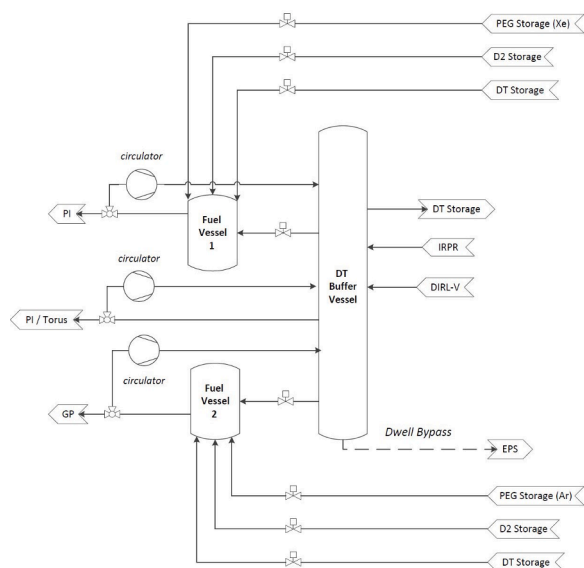 PEG Storage (Xe)
D2 Storage
DT Storage
circulator
PI
Fuel
Vessel
1
DT Storage
IRPR
DT
Buffer
Vessel
circulator
DIRL-V
PI / Torus
circulator
Fuel
Vessel
2
GP
Dwell Bypass
EPS
PEG Storage (Ar)
D2 Storage
DT Storage